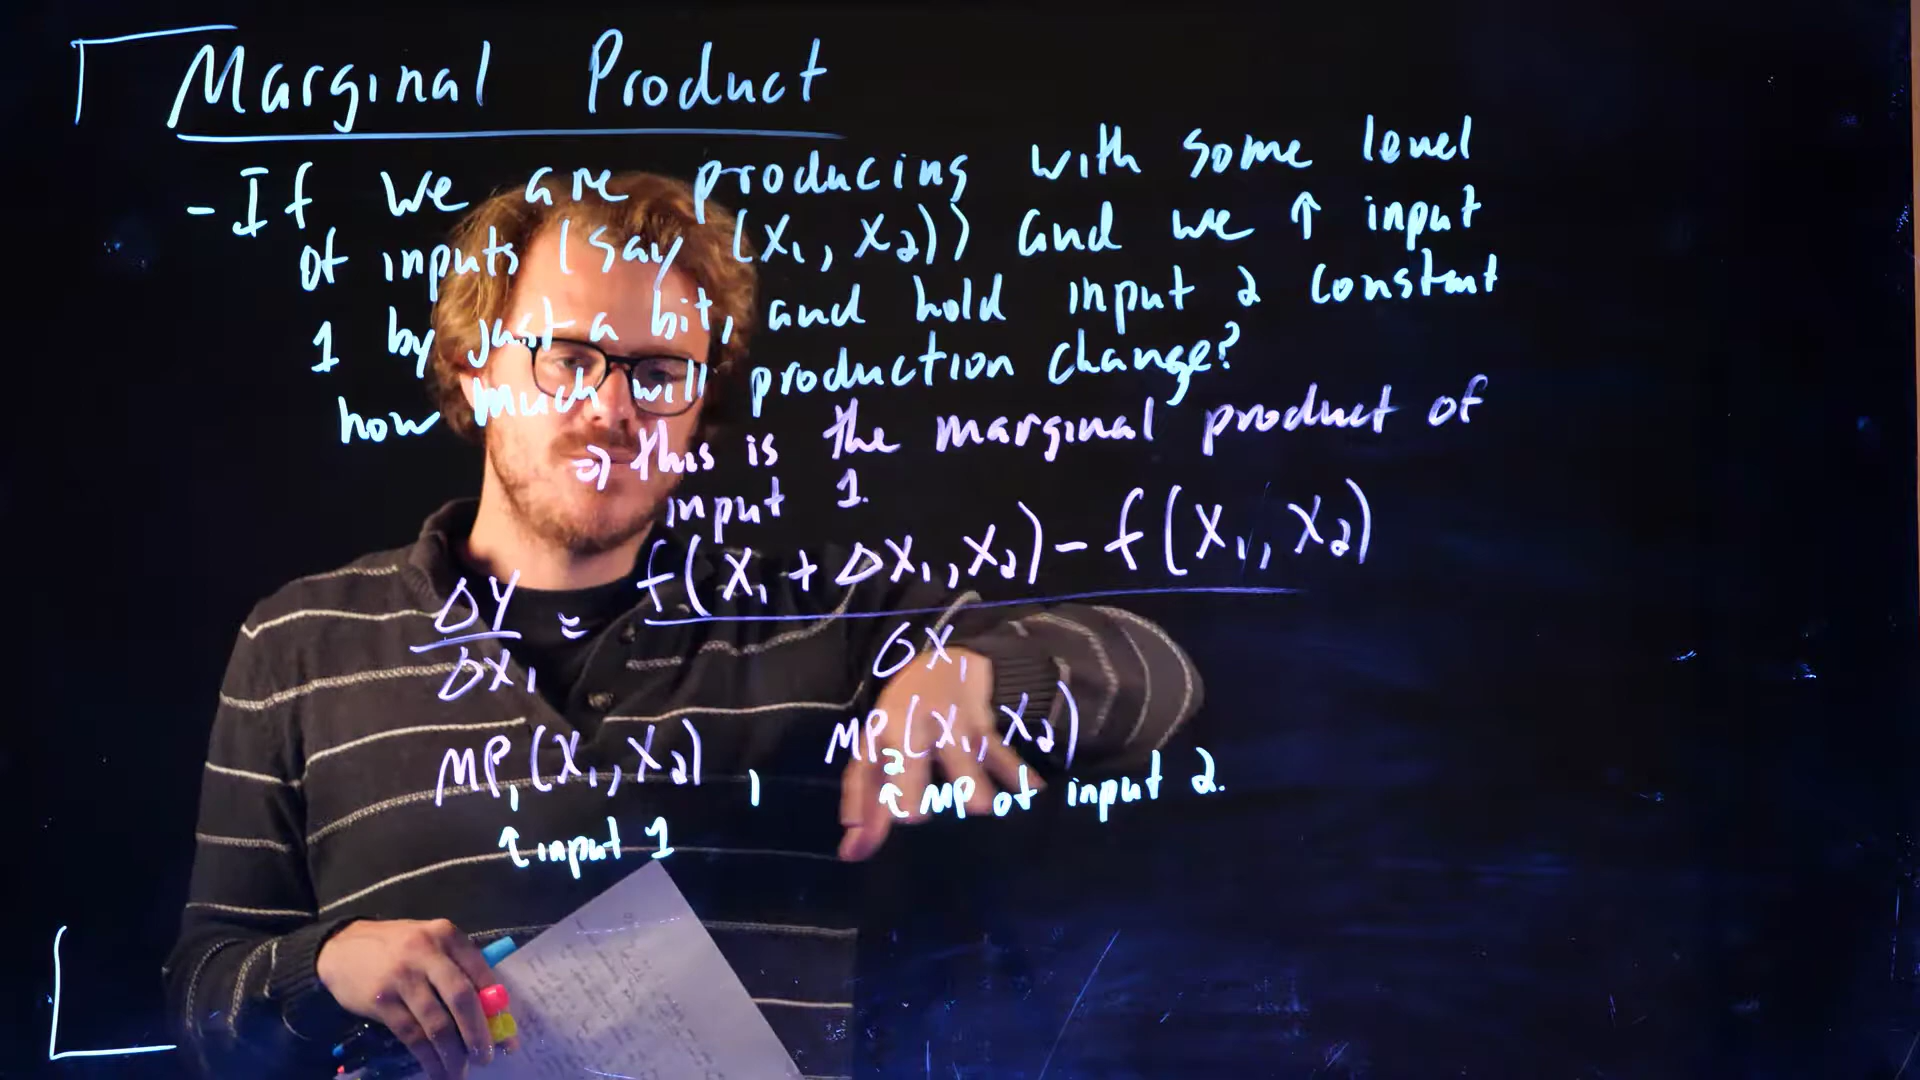 Marginal Product
- If we are producing with some level
of inputs (say (X₁, X₂)) and we ↑ input
1 by just a bit, and hold input 2 constant
how much will production change?
⇒ this is the marginal product of
input 1.
ΔY/ΔX₁ = (f(X₁ + ΔX₁, X₂) - f(X₁, X₂))/ΔX₁
MP₁(X₁, X₂) , MP₂(X₁, X₂)
↑ MP of input 2.
↑ input 1